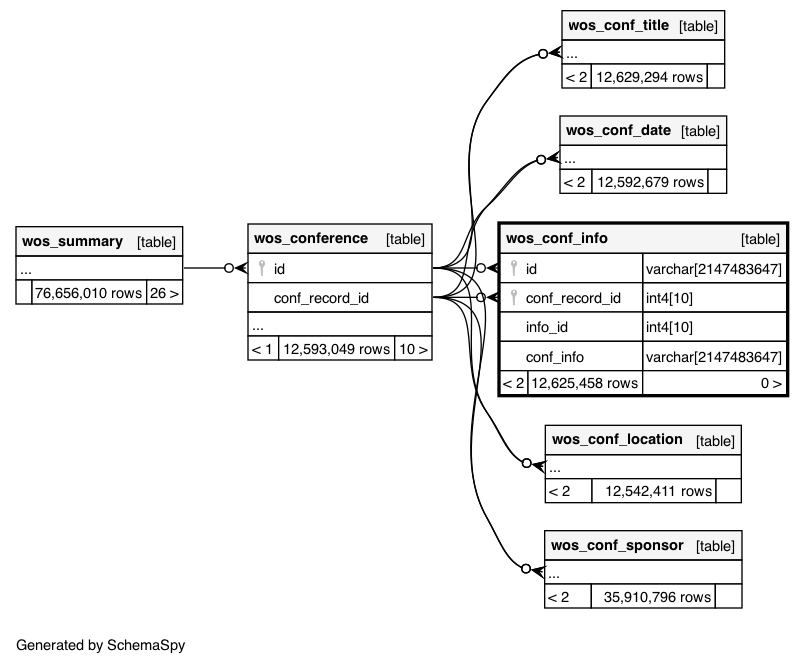 wos_conf_title [table]
...
< 2 12,629,294 rows
wos_conf_date [table]
...
< 2 12,592,679 rows
wos_summary [table]
...
76,656,010 rows 26 >
wos_conference [table]
id
conf_record_id
...
< 1 12,593,049 rows 10 >
wos_conf_info [table]
id varchar[2147483647]
conf_record_id int4[10]
info_id int4[10]
conf_info varchar[2147483647]
< 2 12,625,458 rows 0 >
wos_conf_location [table]
...
< 2 12,542,411 rows
wos_conf_sponsor [table]
...
< 2 35,910,796 rows
Generated by SchemaSpy